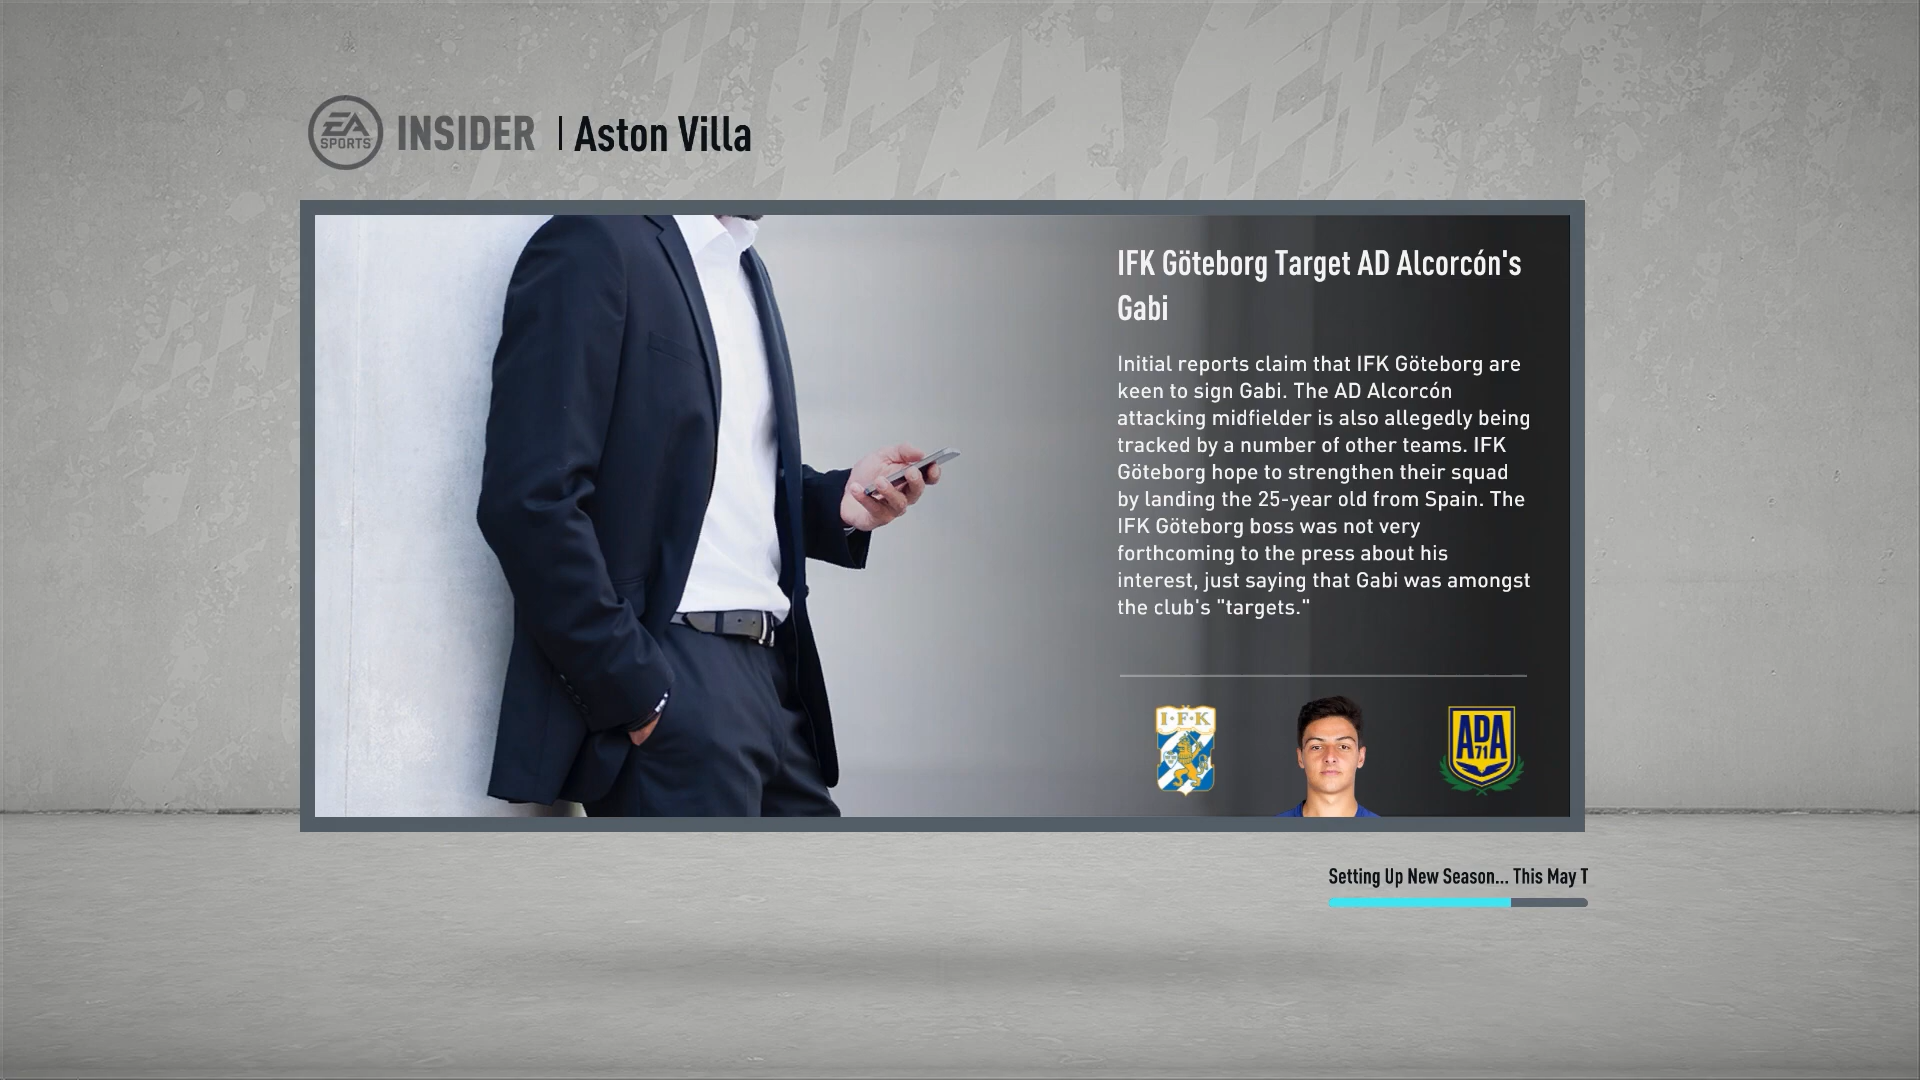 EA
SPORTS
INSIDER | Aston Villa
IFK Göteborg Target AD Alcorcón's
Gabi
Initial reports claim that IFK Göteborg are
keen to sign Gabi. The AD Alcorcón
attacking midfielder is also allegedly being
tracked by a number of other teams. IFK
Göteborg hope to strengthen their squad
by landing the 25-year old from Spain. The
IFK Göteborg boss was not very
forthcoming to the press about his
interest, just saying that Gabi was amongst
the club's "targets."
I·F·K
ADA
71
Setting Up New Season... This May T